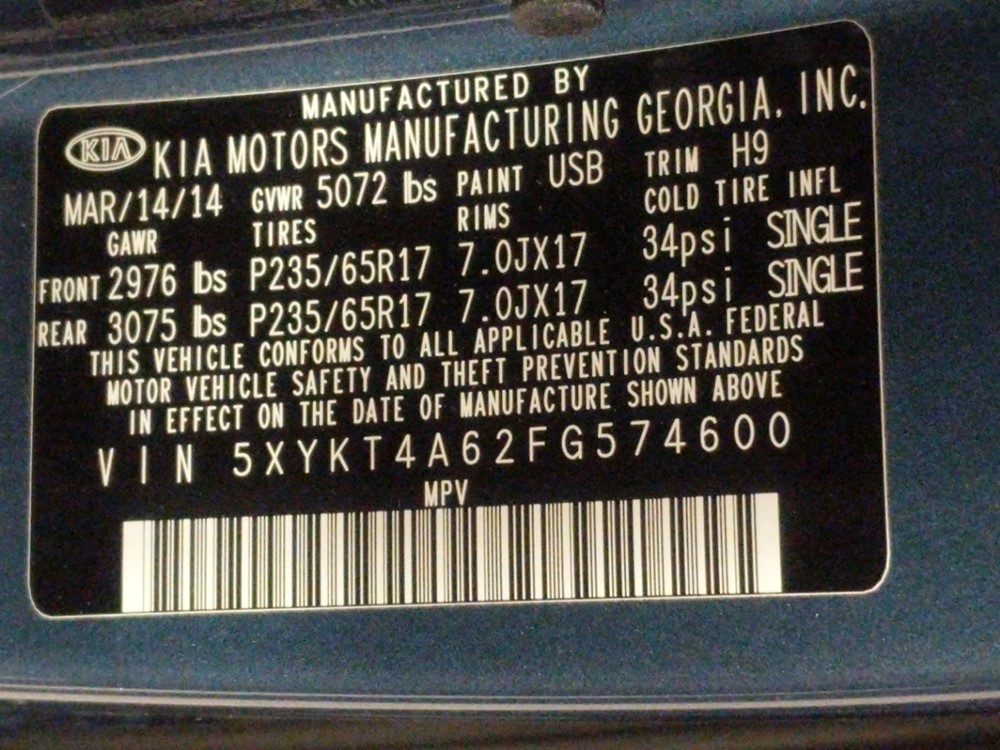 MANUFACTURED BY
KIA KIA MOTORS MANUFACTURING GEORGIA, INC.
MAR/14/14 GVWR 5072 lbs PAINT USB TRIM H9
GAWR TIRES RIMS COLD TIRE INFL
FRONT 2976 lbs P235/65R17 7.0JX17 34psi SINGLE
REAR 3075 lbs P235/65R17 7.0JX17 34psi SINGLE
THIS VEHICLE CONFORMS TO ALL APPLICABLE U.S.A. FEDERAL
MOTOR VEHICLE SAFETY AND THEFT PREVENTION STANDARDS
IN EFFECT ON THE DATE OF MANUFACTURE SHOWN ABOVE
VIN 5XYKT4A62FG574600
MPV